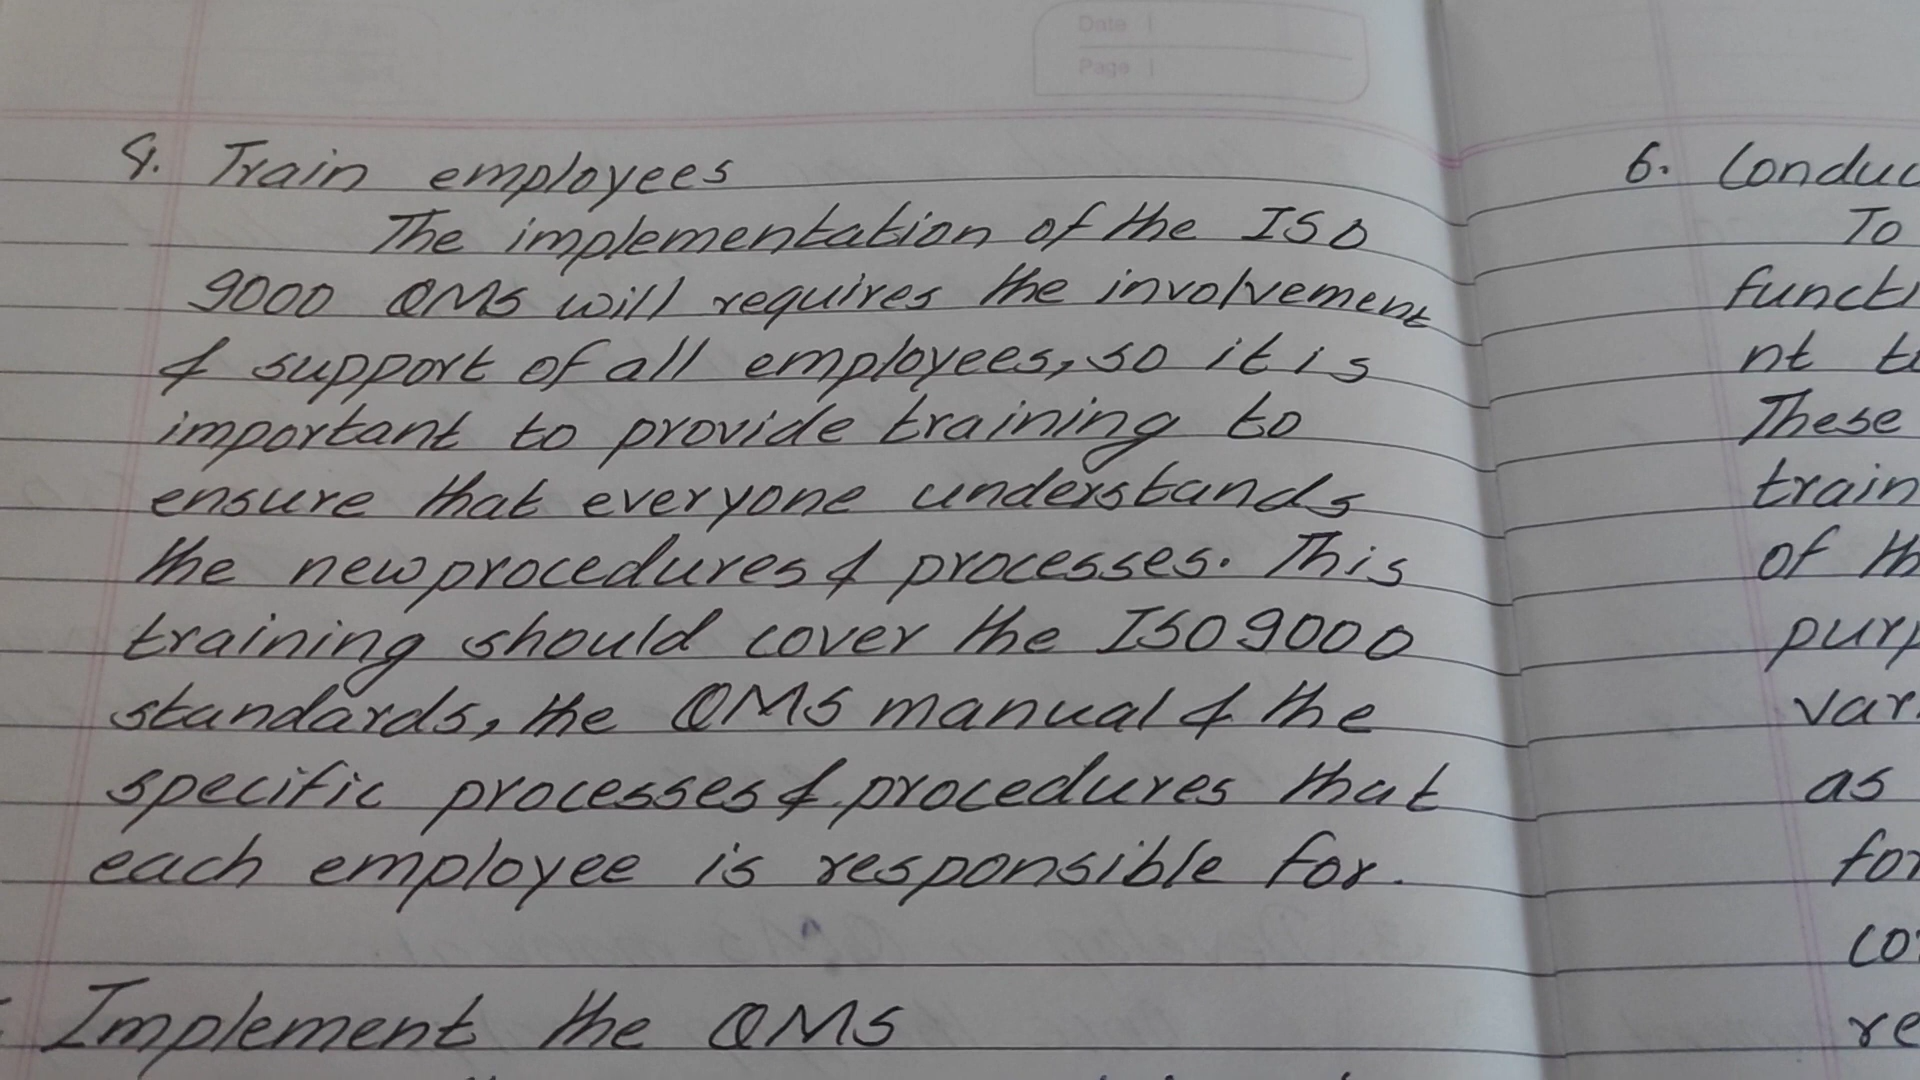 Date
Page
4. Train employees
The implementation of the ISO
9000 QMS will requires the involvement
& support of all employees, so it is
important to provide training to
ensure that everyone understands
the new procedures & processes. This
training should cover the ISO 9000
standards, the QMS manual & the
specific processes & procedures that
each employee is responsible for.
Implement the QMS
6. Conduc
To
functi
nt
These
train
of th
purp
var
as
for
co
re